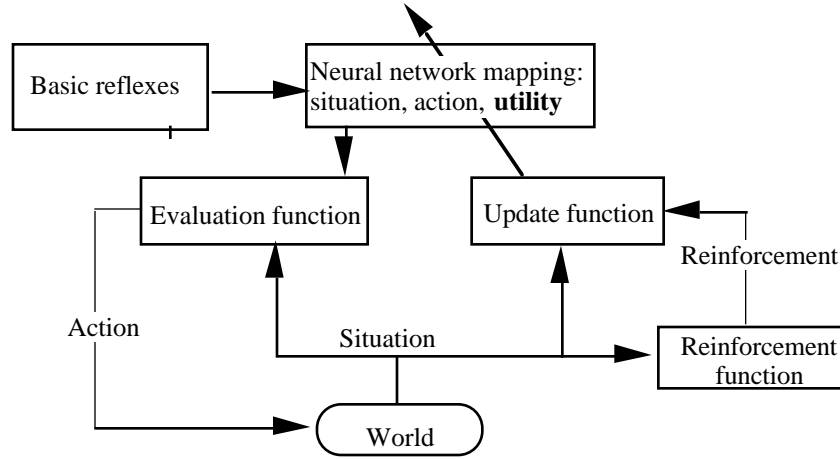 Basic reflexes
Neural network mapping:
situation, action, utility
Evaluation function
Update function
Reinforcement
Action
Situation
Reinforcement
function
World